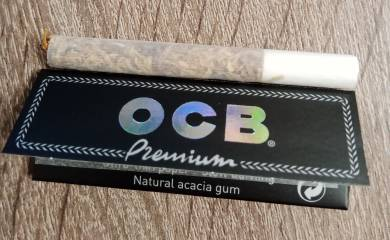 OCB®
Premium
Natural acacia gum